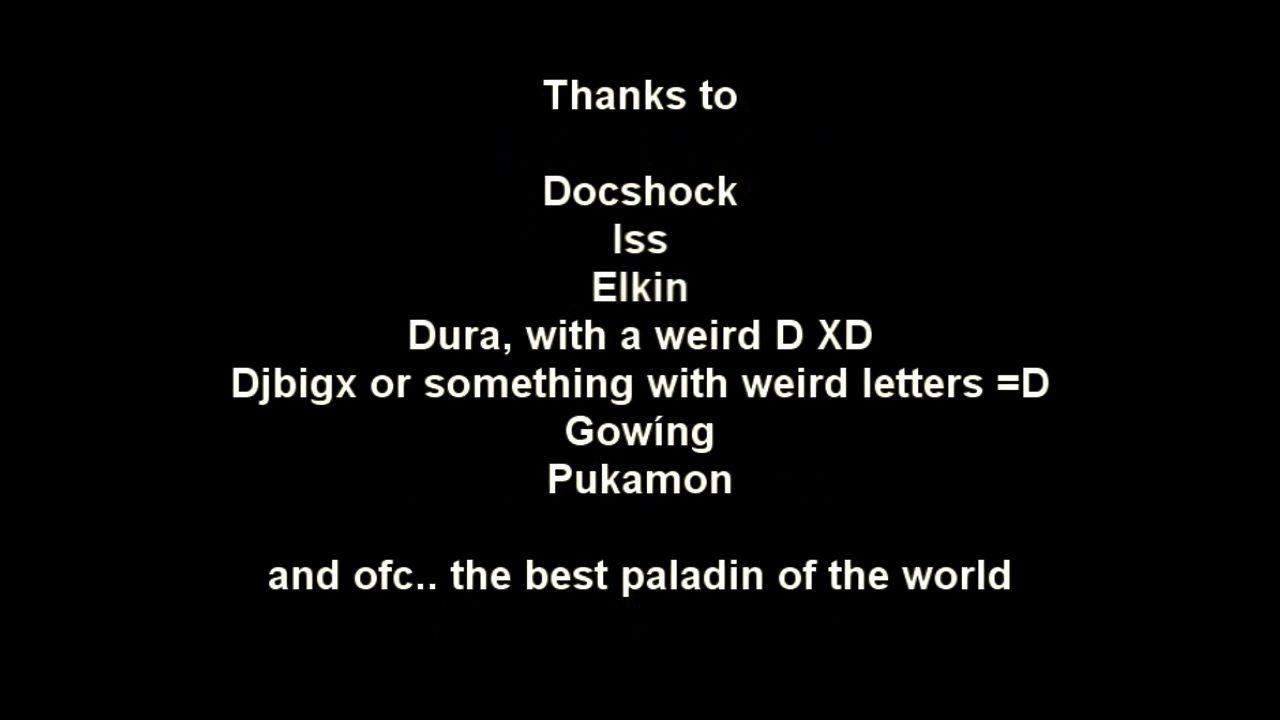 Thanks to
Docshock
Iss
Elkin
Dura, with a weird D XD
Djbigx or something with weird letters =D
Gowíng
Pukamon
and ofc.. the best paladin of the world